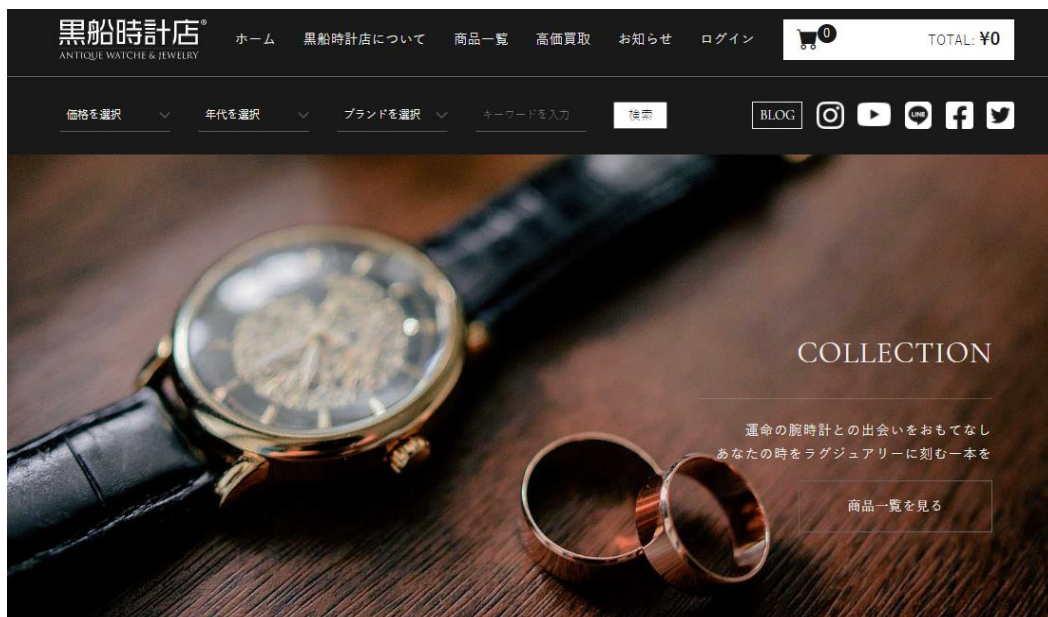 黒船時計店®
ANTIQUE WATCHE & JEWELRY
ホーム 黒船時計店について 商品一覧 高価買取 お知らせ ログイン
0
TOTAL: ¥0
価格を選択 年代を選択 ブランドを選択 キーワードを入力 検索
BLOG
LINE
COLLECTION
運命の腕時計との出会いをおもてなし
あなたの時をラグジュアリーに刻む一本を
商品一覧を見る